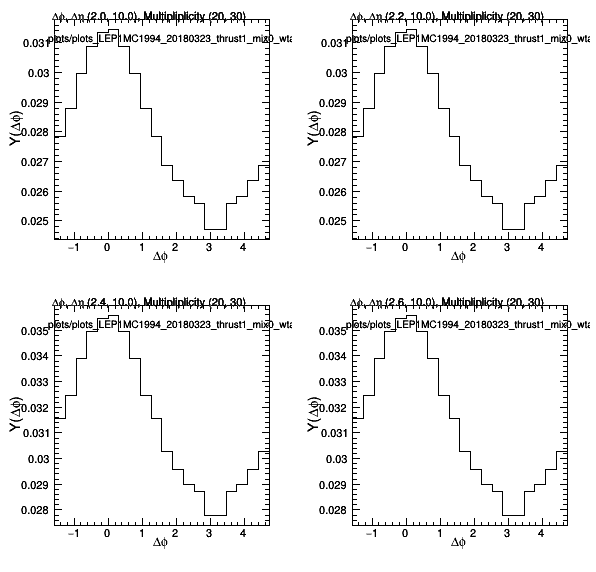 Δϕ, Δη (2.0, 10.0), Multipliplicity (20, 30)
plots/plots_LEP1MC1994_20180323_thrust1_mix0_wta
Y(Δϕ)
0.031
0.03
0.029
0.028
0.027
0.026
0.025
−1 0 1 2 3 4
Δϕ
Δϕ, Δη (2.2, 10.0), Multipliplicity (20, 30)
plots/plots_LEP1MC1994_20180323_thrust1_mix0_wta
Y(Δϕ)
0.031
0.03
0.029
0.028
0.027
0.026
0.025
−1 0 1 2 3 4
Δϕ
Δϕ, Δη (2.4, 10.0), Multipliplicity (20, 30)
plots/plots_LEP1MC1994_20180323_thrust1_mix0_wta
Y(Δϕ)
0.035
0.034
0.033
0.032
0.031
0.03
0.029
0.028
−1 0 1 2 3 4
Δϕ
Δϕ, Δη (2.6, 10.0), Multipliplicity (20, 30)
plots/plots_LEP1MC1994_20180323_thrust1_mix0_wta
Y(Δϕ)
0.035
0.034
0.033
0.032
0.031
0.03
0.029
0.028
−1 0 1 2 3 4
Δϕ